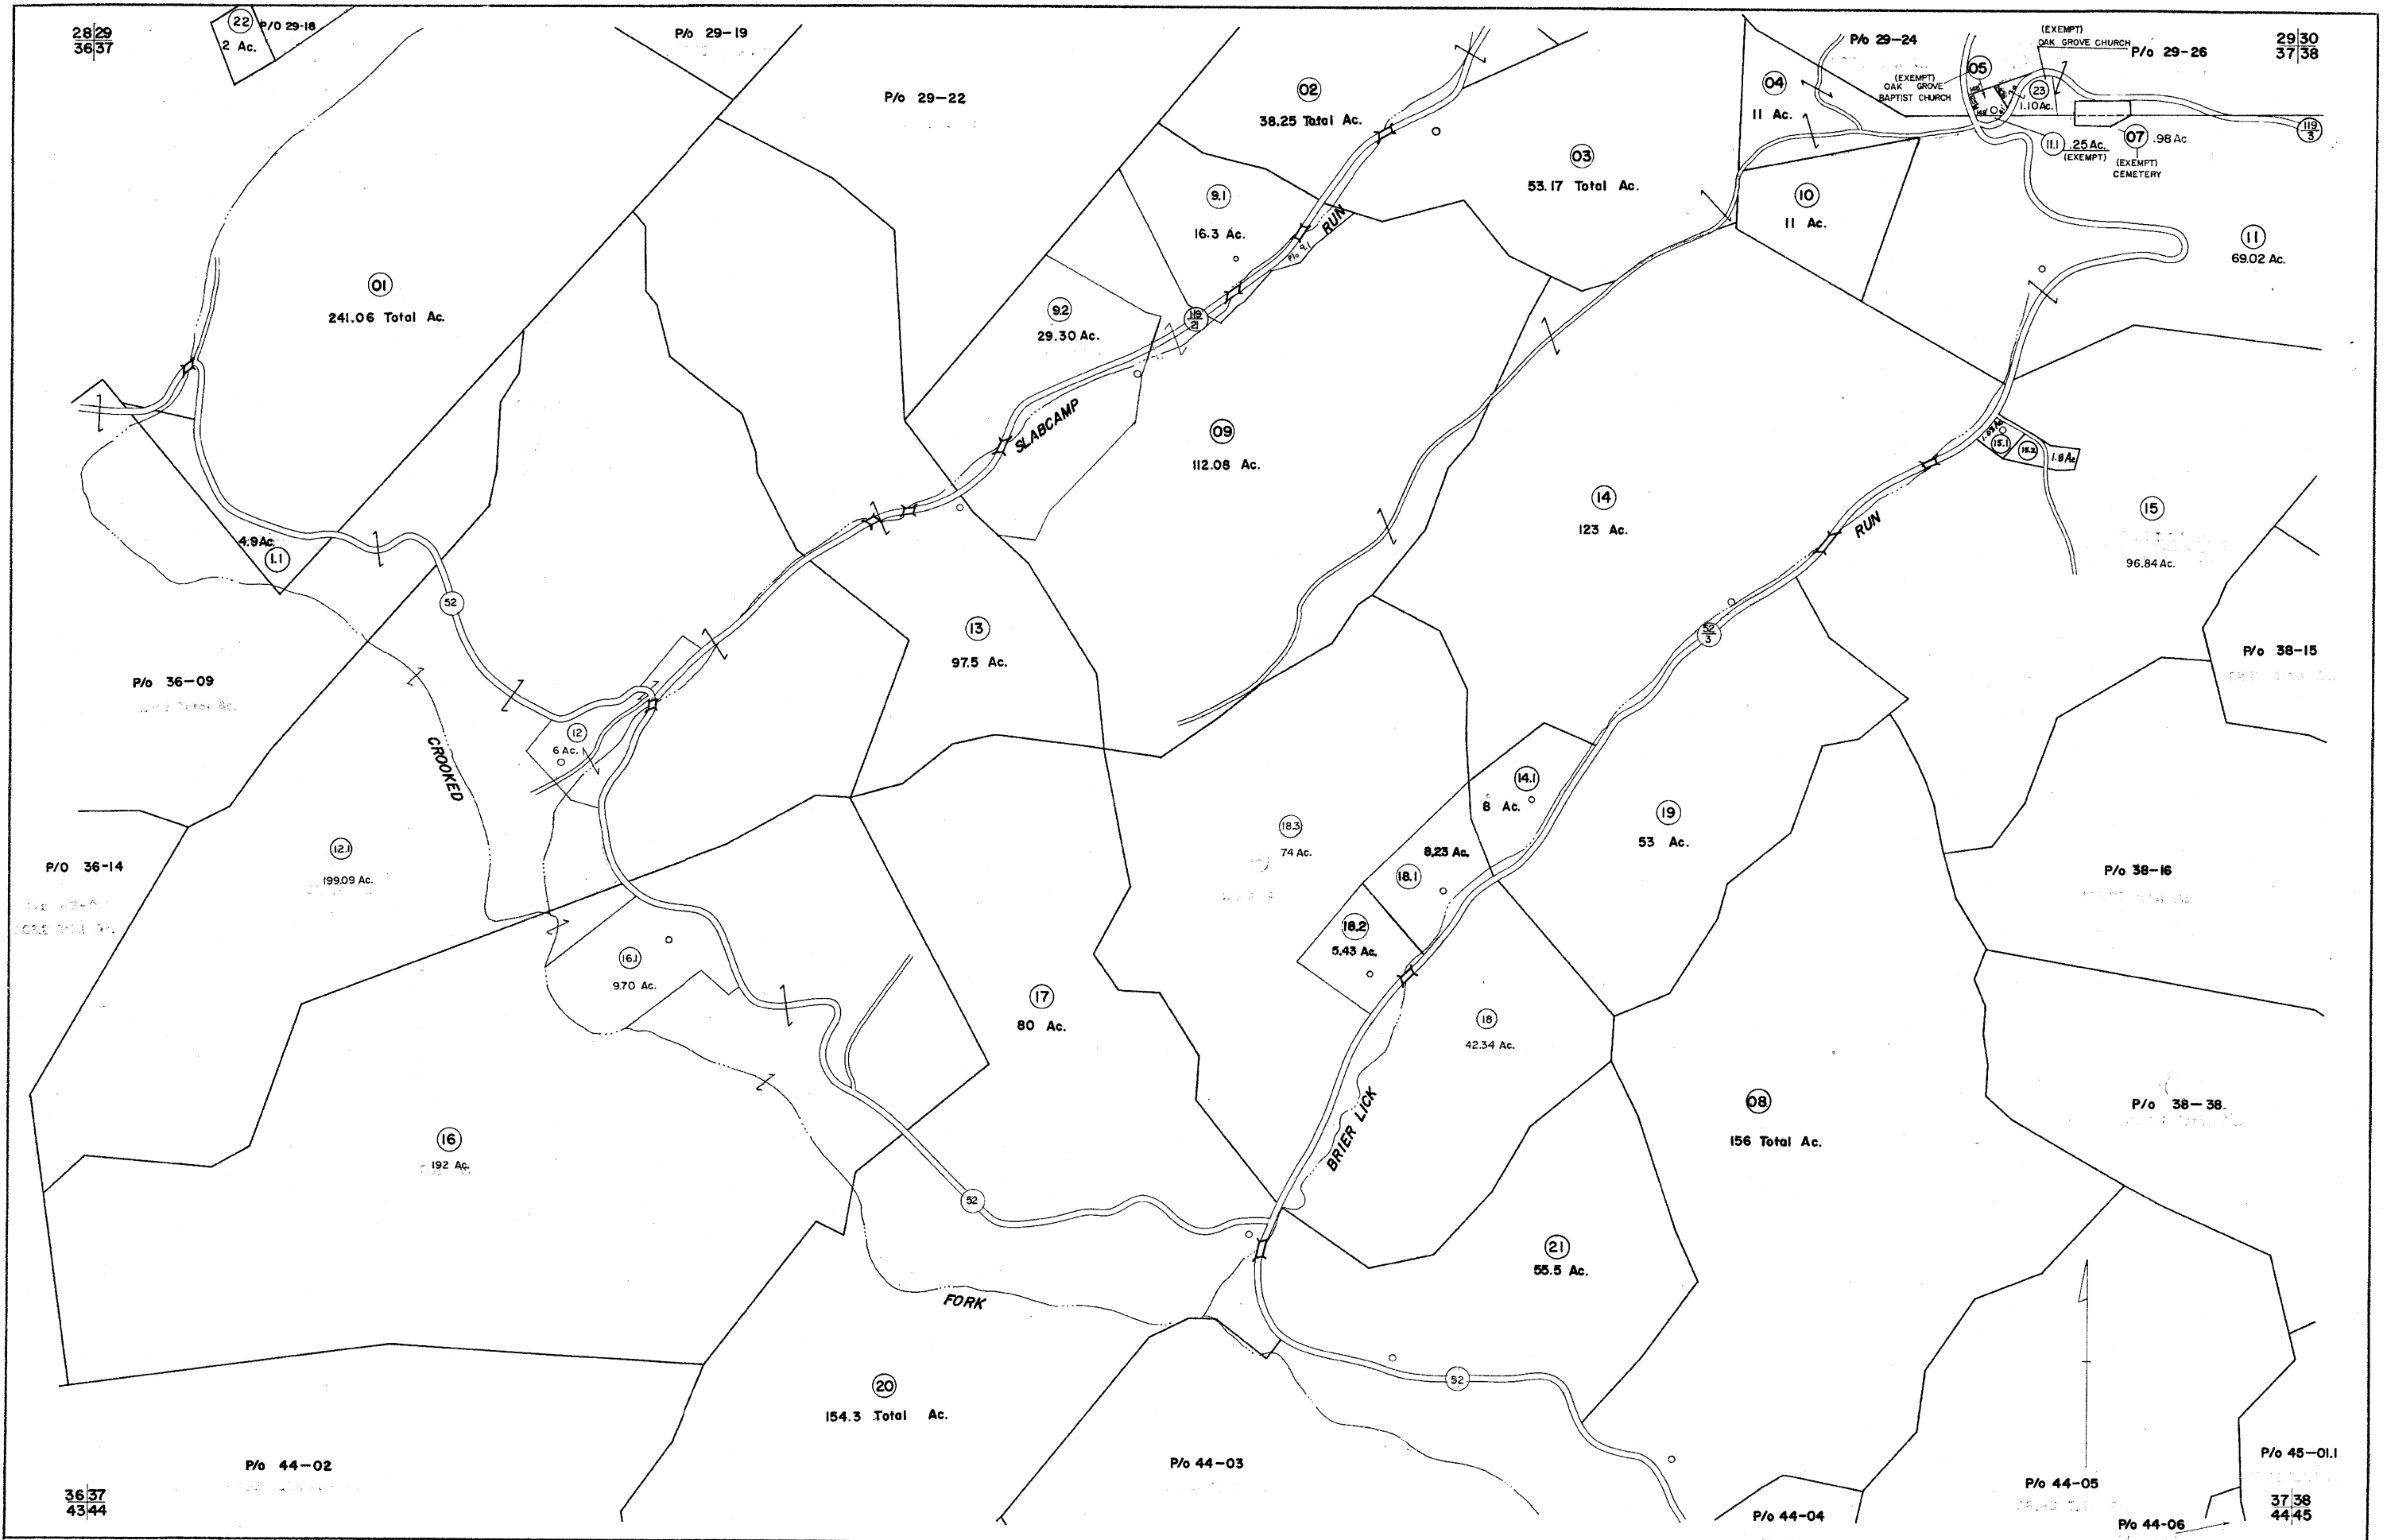 28|29
36|37
22
2 Ac.
P/O 29-18
P/o 29-19
P/o 29-22
02
38.25 Total Ac.
03
53.17 Total Ac.
04
11 Ac.
P/o 29-24
05
(EXEMPT)
OAK GROVE
BAPTIST CHURCH
(EXEMPT)
OAK GROVE CHURCH
P/o 29-26
29|30
37|38
23
1.10 Ac.
119
3
11.1
.25 Ac.
(EXEMPT)
07
.98 Ac
(EXEMPT)
CEMETERY
10
11 Ac.
11
69.02 Ac.
9.1
16.3 Ac.
P/o 9.1
RUN
01
241.06 Total Ac.
9.2
29.30 Ac.
119
21
SLABCAMP
09
112.08 Ac.
14
123 Ac.
1.03 Ac
15.1
15.2
1.8 Ac
15
96.84 Ac.
RUN
4.9 Ac.
1.1
52
13
97.5 Ac.
52
3
P/o 38-15
P/o 36-09
CROOKED
12
6 Ac.
14.1
8 Ac.
18.3
74 Ac.
8.23 Ac.
18.1
19
53 Ac.
P/o 38-16
P/O 36-14
12.1
199.09 Ac.
18.2
5.43 Ac.
16.1
9.70 Ac.
17
80 Ac.
18
42.34 Ac.
08
156 Total Ac.
P/o 38-38
BRIER LICK
16
192 Ac.
52
21
55.5 Ac.
FORK
52
20
154.3 Total Ac.
P/o 44-02
P/o 44-03
P/o 44-04
P/o 44-05
P/o 44-06
P/o 45-01.1
36|37
43|44
37|38
44|45